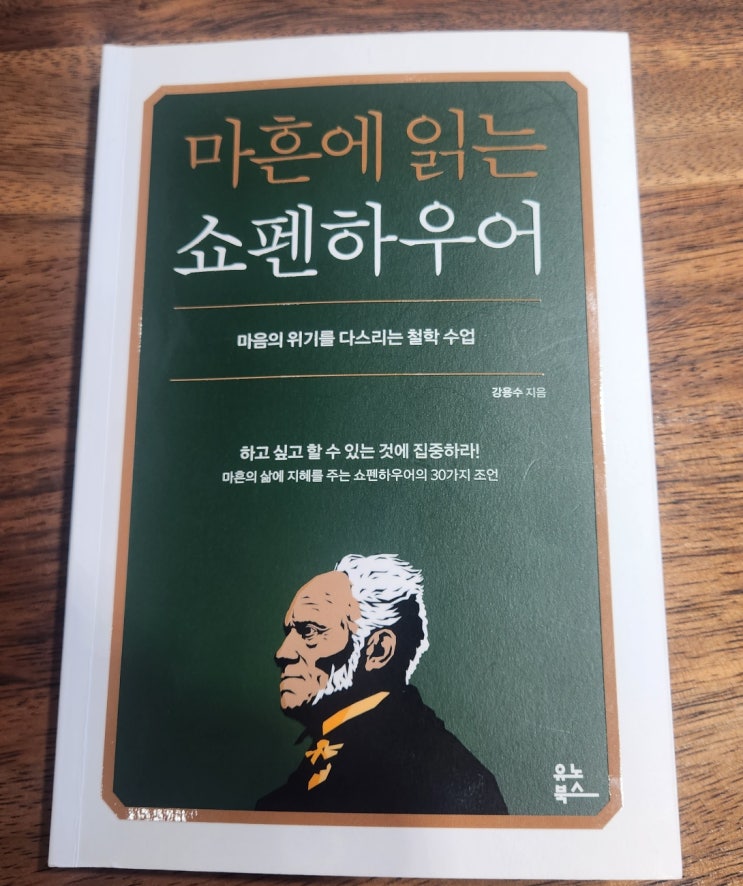 마흔에 읽는
쇼펜하우어
마음의 위기를 다스리는 철학 수업
강용수 지음
하고 싶고 할 수 있는 것에 집중하라!
마흔의 삶에 지혜를 주는 쇼펜하우어의 30가지 조언
유노
북스